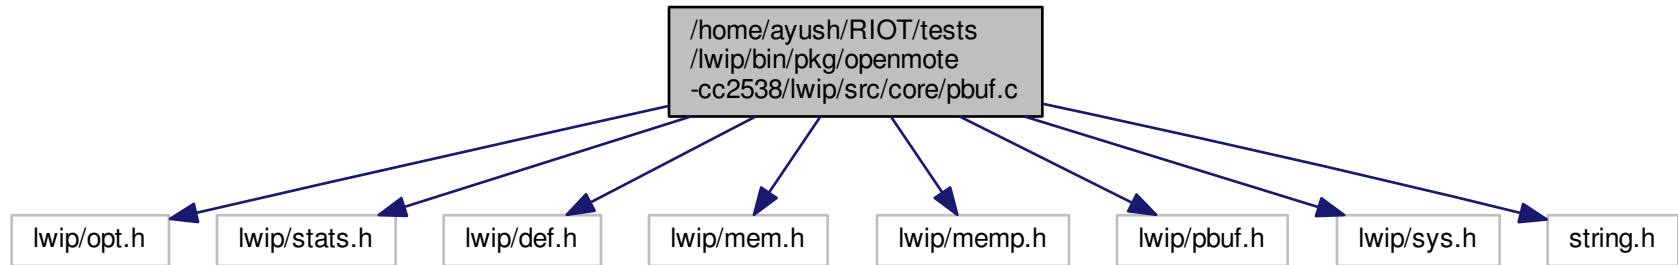 /home/ayush/RIOT/tests
/lwip/bin/pkg/openmote
-cc2538/lwip/src/core/pbuf.c
lwip/opt.h
lwip/stats.h
lwip/def.h
lwip/mem.h
lwip/memp.h
lwip/pbuf.h
lwip/sys.h
string.h